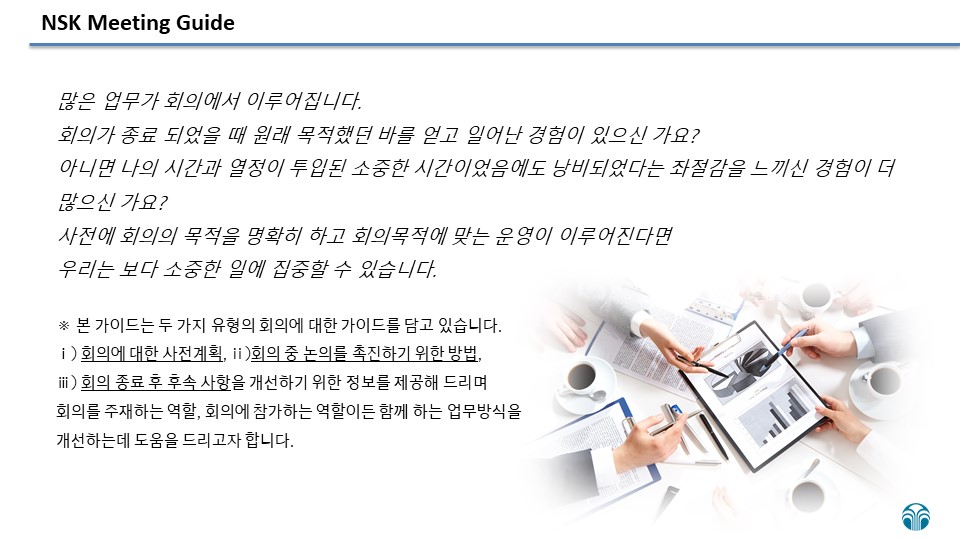 NSK Meeting Guide
많은 업무가 회의에서 이루어집니다.
회의가 종료 되었을 때 원래 목적했던 바를 얻고 일어난 경험이 있으신 가요?
아니면 나의 시간과 열정이 투입된 소중한 시간이었음에도 낭비되었다는 좌절감을 느끼신 경험이 더
많으신 가요?
사전에 회의의 목적을 명확히 하고 회의목적에 맞는 운영이 이루어진다면
우리는 보다 소중한 일에 집중할 수 있습니다.
※ 본 가이드는 두 가지 유형의 회의에 대한 가이드를 담고 있습니다.
ⅰ) 회의에 대한 사전계획, ⅱ)회의 중 논의를 촉진하기 위한 방법,
ⅲ) 회의 종료 후 후속 사항을 개선하기 위한 정보를 제공해 드리며
회의를 주재하는 역할, 회의에 참가하는 역할이든 함께 하는 업무방식을
개선하는데 도움을 드리고자 합니다.